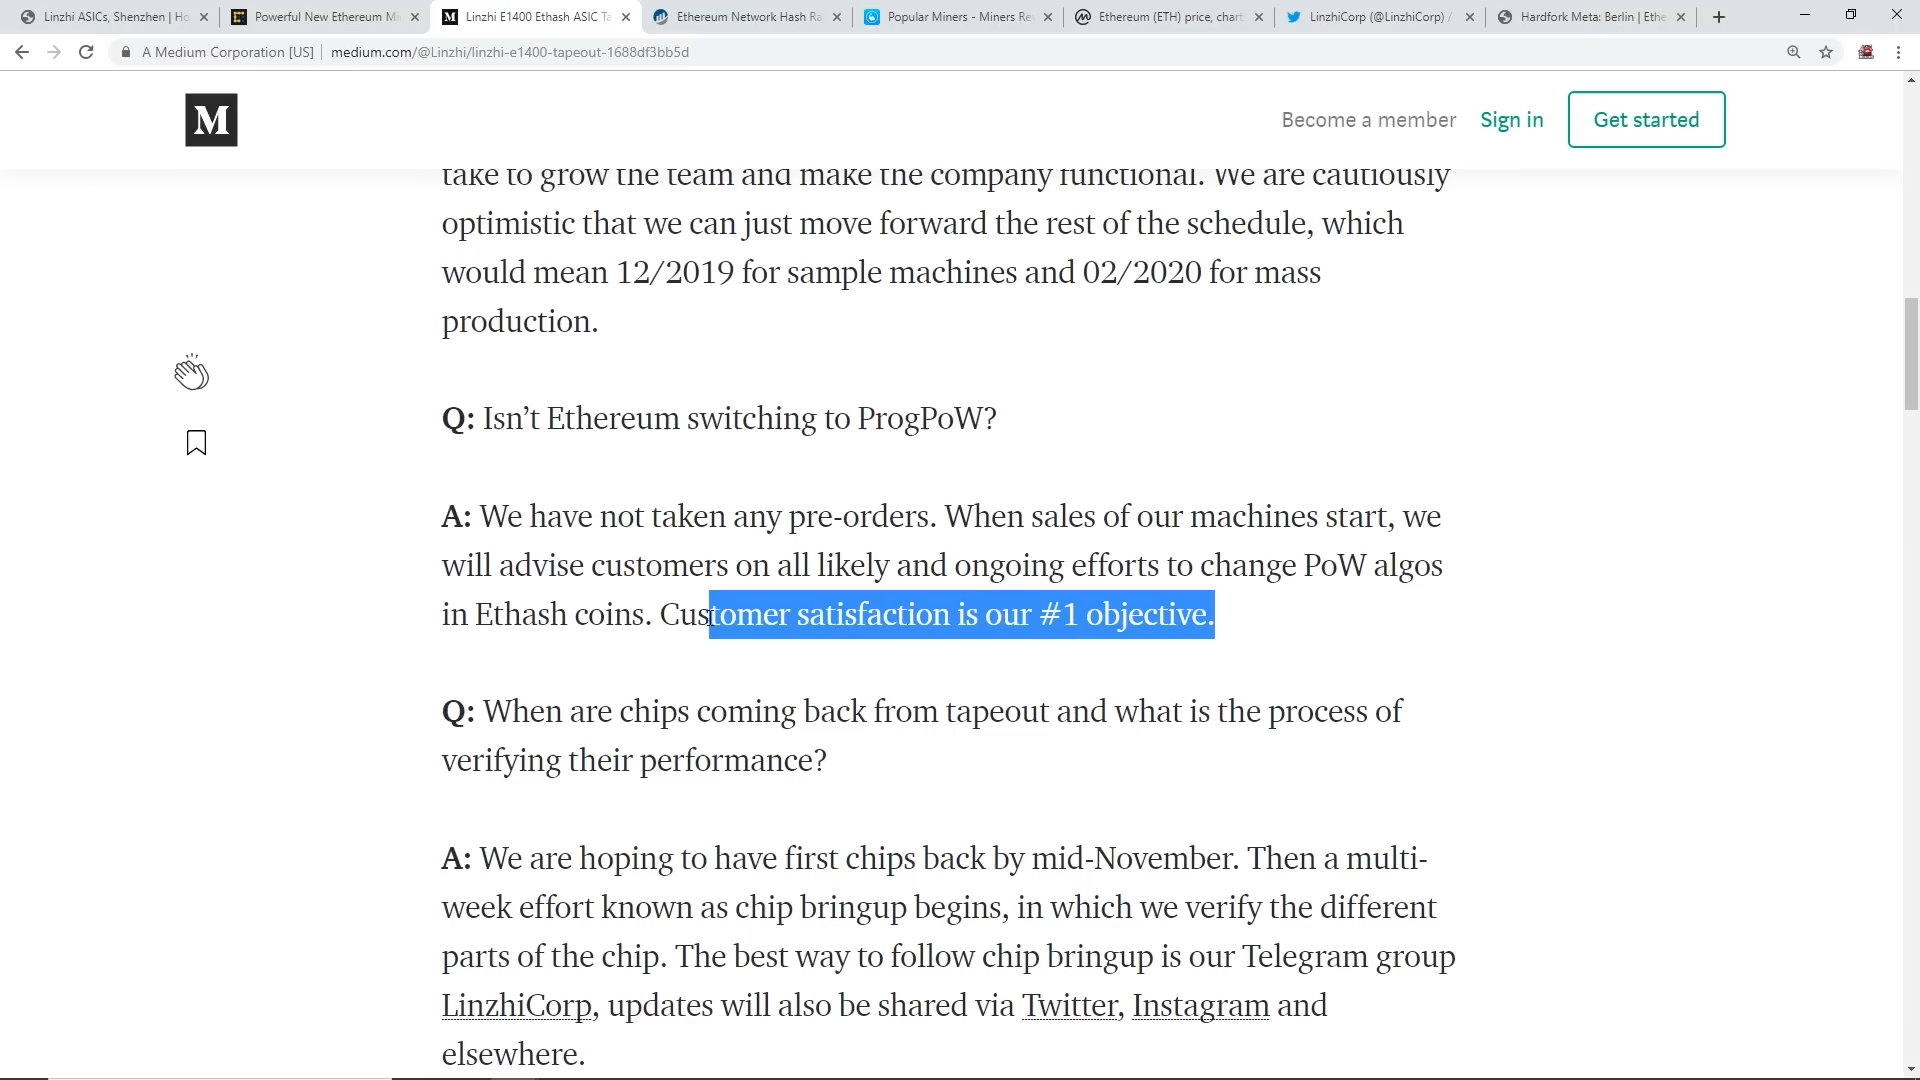 Linzhi ASICs, Shenzhen | Ho
Powerful New Ethereum Mi
Linzhi E1400 Ethash ASIC Ta
Ethereum Network Hash Ra
Popular Miners - Miners Re
Ethereum (ETH) price, chart
LinzhiCorp (@LinzhiCorp) /
Hardfork Meta: Berlin | Ethe
A Medium Corporation [US] | medium.com/@Linzhi/linzhi-e1400-tapeout-1688df3bb5d
M
Become a member Sign in Get started
take to grow the team and make the company functional. We are cautiously
optimistic that we can just move forward the rest of the schedule, which
would mean 12/2019 for sample machines and 02/2020 for mass
production.
Q: Isn’t Ethereum switching to ProgPoW?
A: We have not taken any pre-orders. When sales of our machines start, we
will advise customers on all likely and ongoing efforts to change PoW algos
in Ethash coins. Customer satisfaction is our #1 objective.
Q: When are chips coming back from tapeout and what is the process of
verifying their performance?
A: We are hoping to have first chips back by mid-November. Then a multi-
week effort known as chip bringup begins, in which we verify the different
parts of the chip. The best way to follow chip bringup is our Telegram group
LinzhiCorp, updates will also be shared via Twitter, Instagram and
elsewhere.